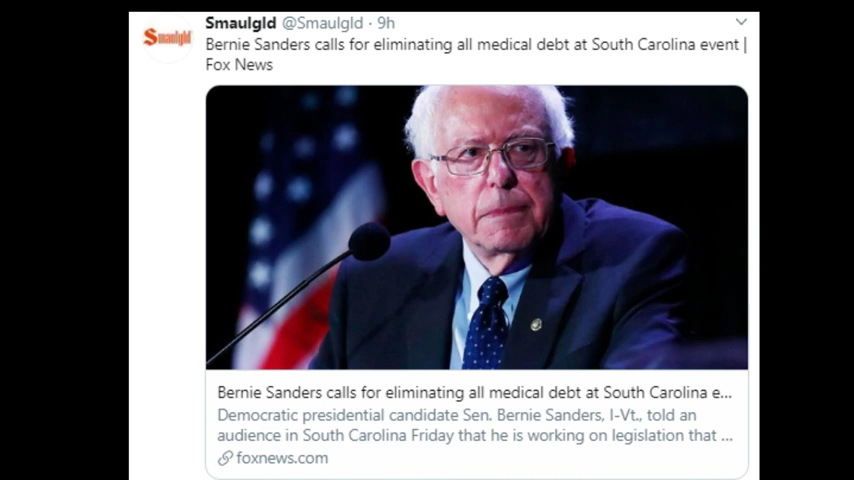 Smaulgld @Smaulgld · 9h
Smaulgld
Bernie Sanders calls for eliminating all medical debt at South Carolina event |
Fox News
Bernie Sanders calls for eliminating all medical debt at South Carolina e...
Democratic presidential candidate Sen. Bernie Sanders, I-Vt., told an
audience in South Carolina Friday that he is working on legislation that ...
foxnews.com